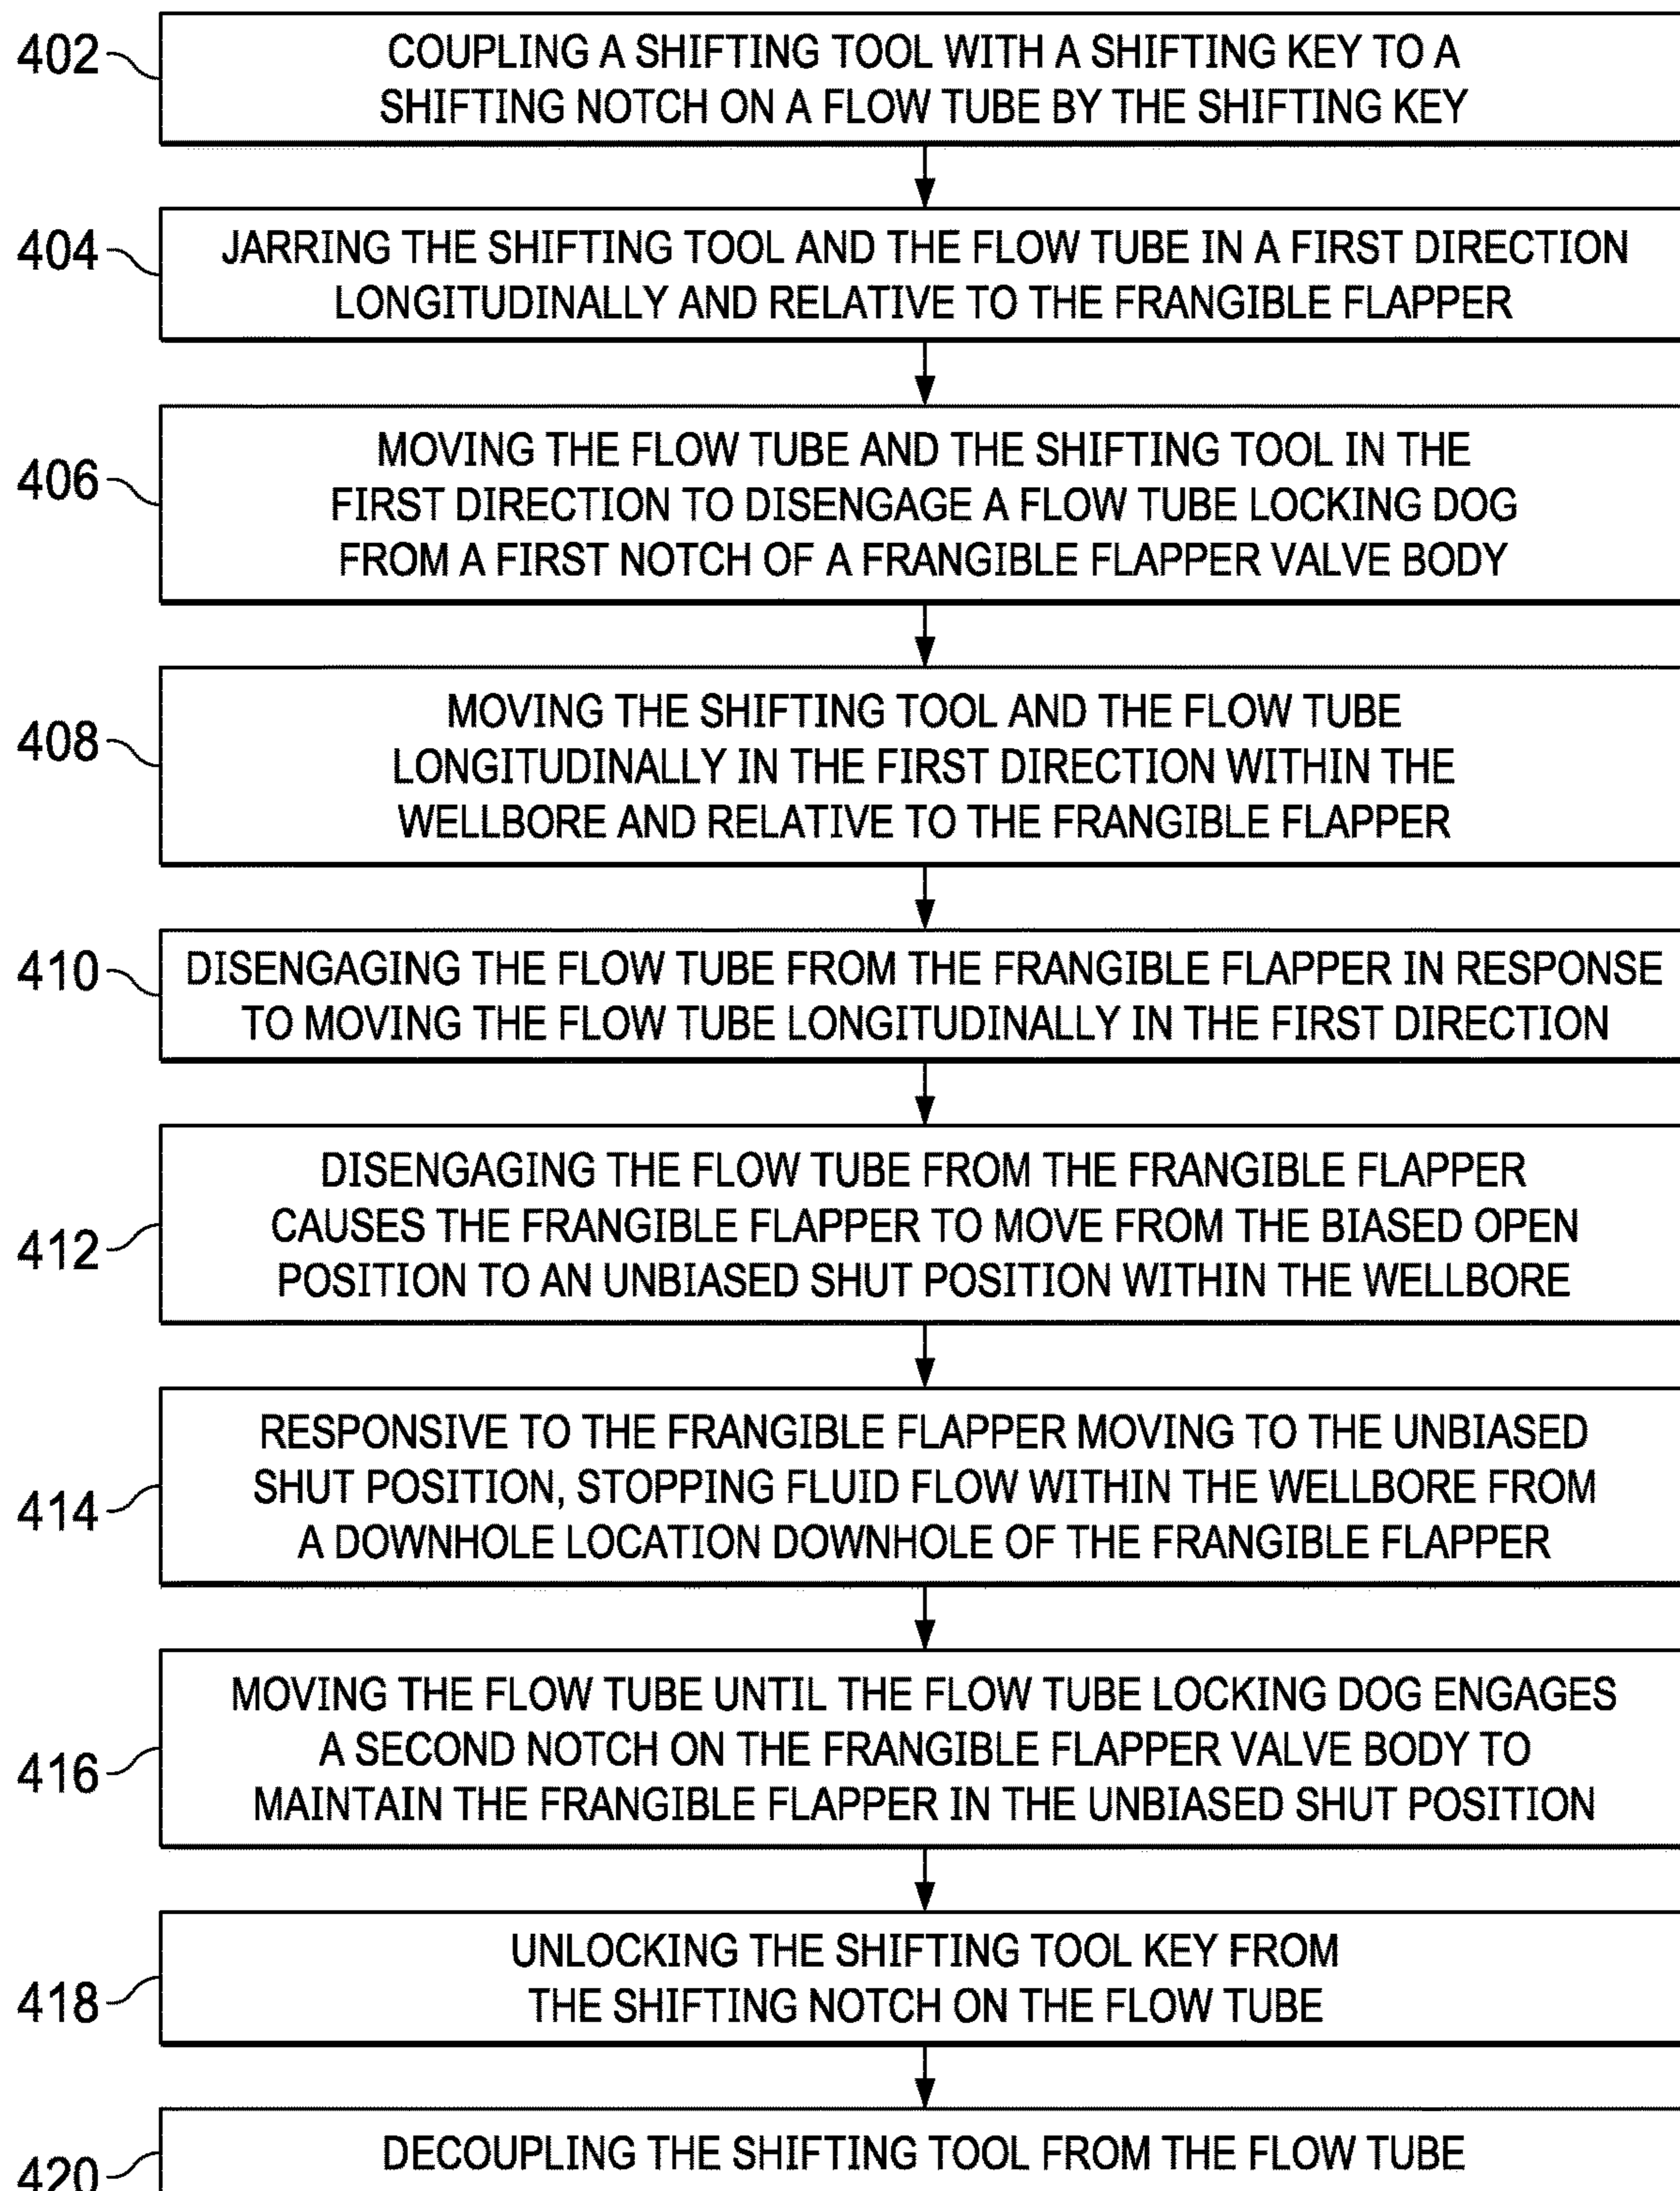 402
COUPLING A SHIFTING TOOL WITH A SHIFTING KEY TO A
SHIFTING NOTCH ON A FLOW TUBE BY THE SHIFTING KEY
404
JARRING THE SHIFTING TOOL AND THE FLOW TUBE IN A FIRST DIRECTION
LONGITUDINALLY AND RELATIVE TO THE FRANGIBLE FLAPPER
406
MOVING THE FLOW TUBE AND THE SHIFTING TOOL IN THE
FIRST DIRECTION TO DISENGAGE A FLOW TUBE LOCKING DOG
FROM A FIRST NOTCH OF A FRANGIBLE FLAPPER VALVE BODY
408
MOVING THE SHIFTING TOOL AND THE FLOW TUBE
LONGITUDINALLY IN THE FIRST DIRECTION WITHIN THE
WELLBORE AND RELATIVE TO THE FRANGIBLE FLAPPER
410
DISENGAGING THE FLOW TUBE FROM THE FRANGIBLE FLAPPER IN RESPONSE
TO MOVING THE FLOW TUBE LONGITUDINALLY IN THE FIRST DIRECTION
412
DISENGAGING THE FLOW TUBE FROM THE FRANGIBLE FLAPPER
CAUSES THE FRANGIBLE FLAPPER TO MOVE FROM THE BIASED OPEN
POSITION TO AN UNBIASED SHUT POSITION WITHIN THE WELLBORE
414
RESPONSIVE TO THE FRANGIBLE FLAPPER MOVING TO THE UNBIASED
SHUT POSITION, STOPPING FLUID FLOW WITHIN THE WELLBORE FROM
A DOWNHOLE LOCATION DOWNHOLE OF THE FRANGIBLE FLAPPER
416
MOVING THE FLOW TUBE UNTIL THE FLOW TUBE LOCKING DOG ENGAGES
A SECOND NOTCH ON THE FRANGIBLE FLAPPER VALVE BODY TO
MAINTAIN THE FRANGIBLE FLAPPER IN THE UNBIASED SHUT POSITION
418
UNLOCKING THE SHIFTING TOOL KEY FROM
THE SHIFTING NOTCH ON THE FLOW TUBE
420
DECOUPLING THE SHIFTING TOOL FROM THE FLOW TUBE